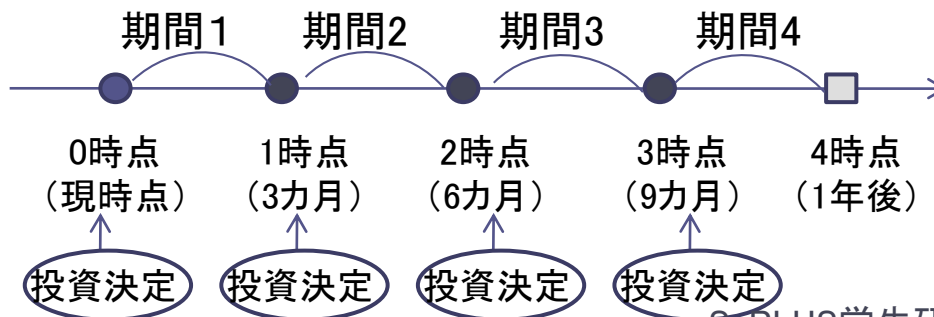 期間1 期間2 期間3 期間4
0時点 1時点 2時点 3時点 4時点
(現時点) (3カ月) (6カ月) (9カ月) (1年後)
投資決定 投資決定 投資決定 投資決定